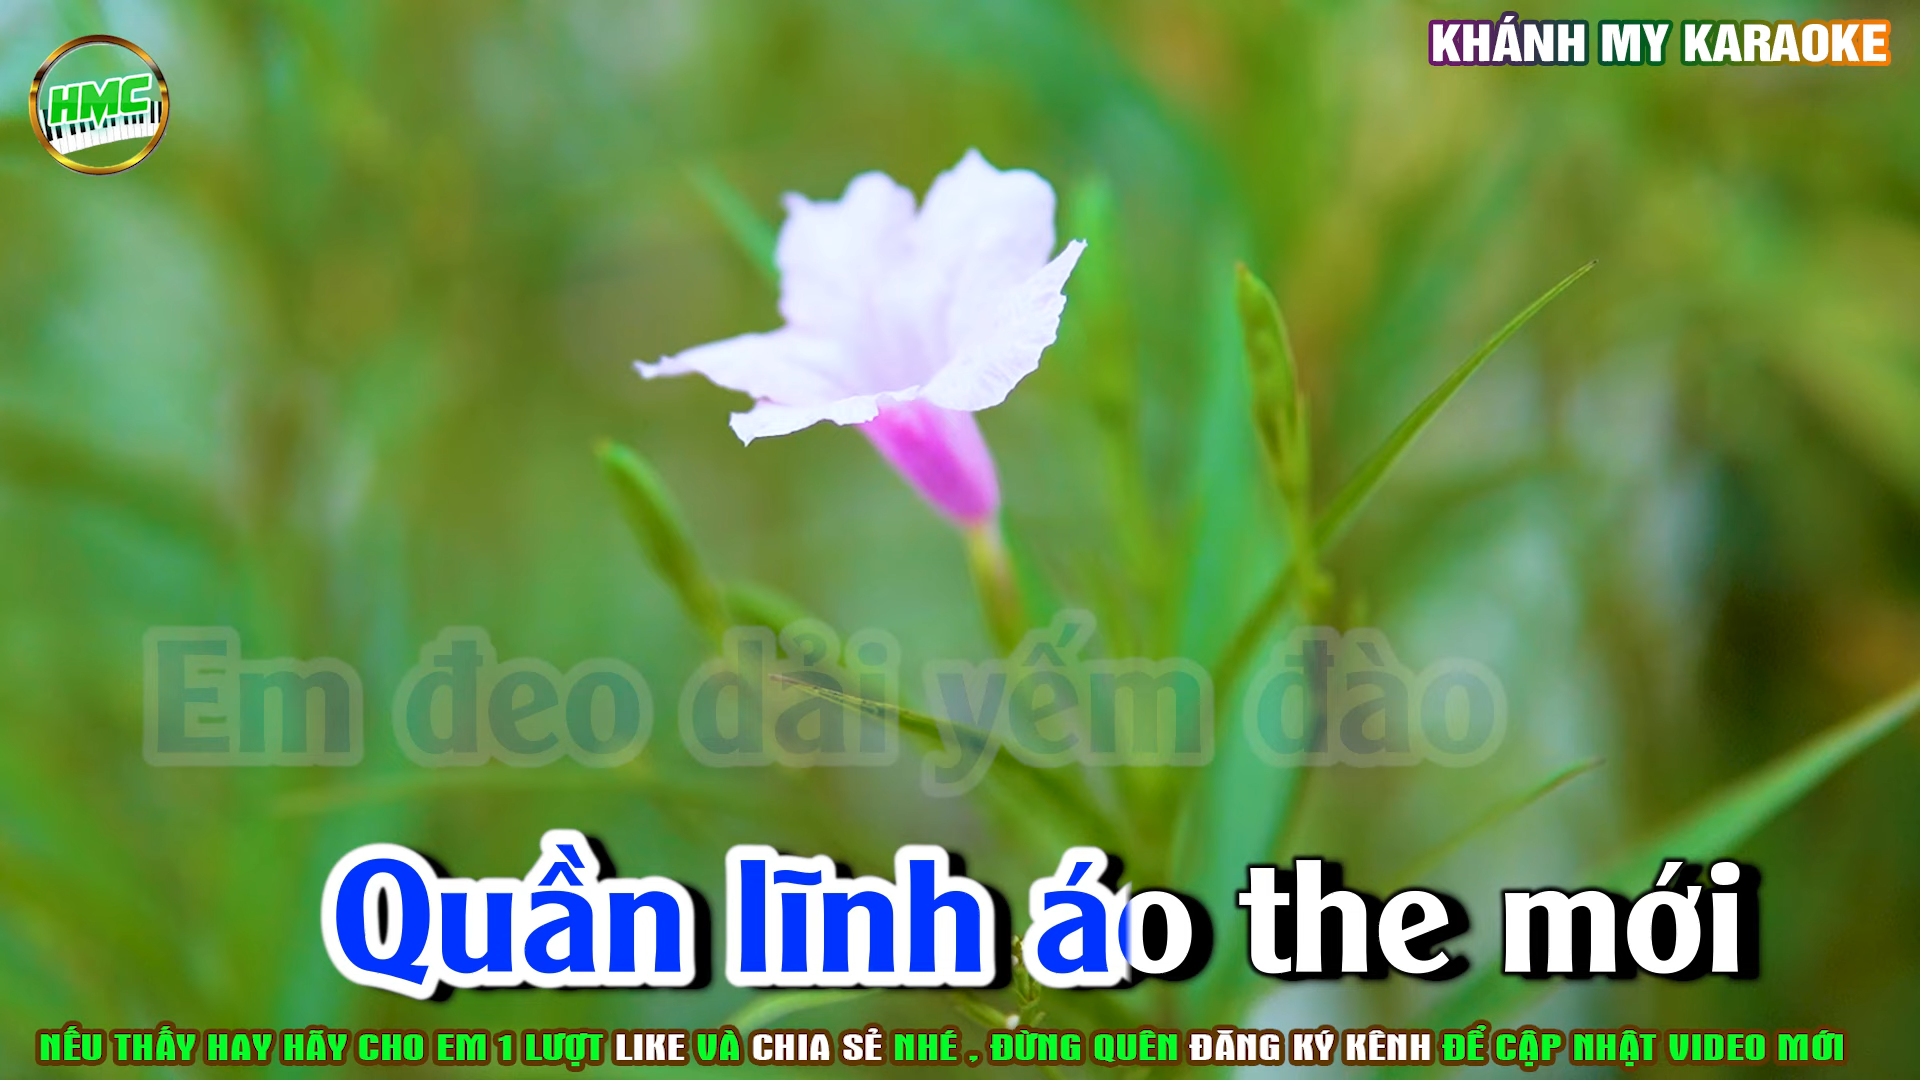 KHÁNH MY KARAOKE
HMC
Em đeo dải yếm đào
Quần lĩnh áo the mới
NẾU THẤY HAY HÃY CHO EM 1 LƯỢT LIKE VÀ CHIA SẺ NHÉ , ĐỪNG QUÊN ĐĂNG KÝ KÊNH ĐỂ CẬP NHẬT VIDEO MỚI